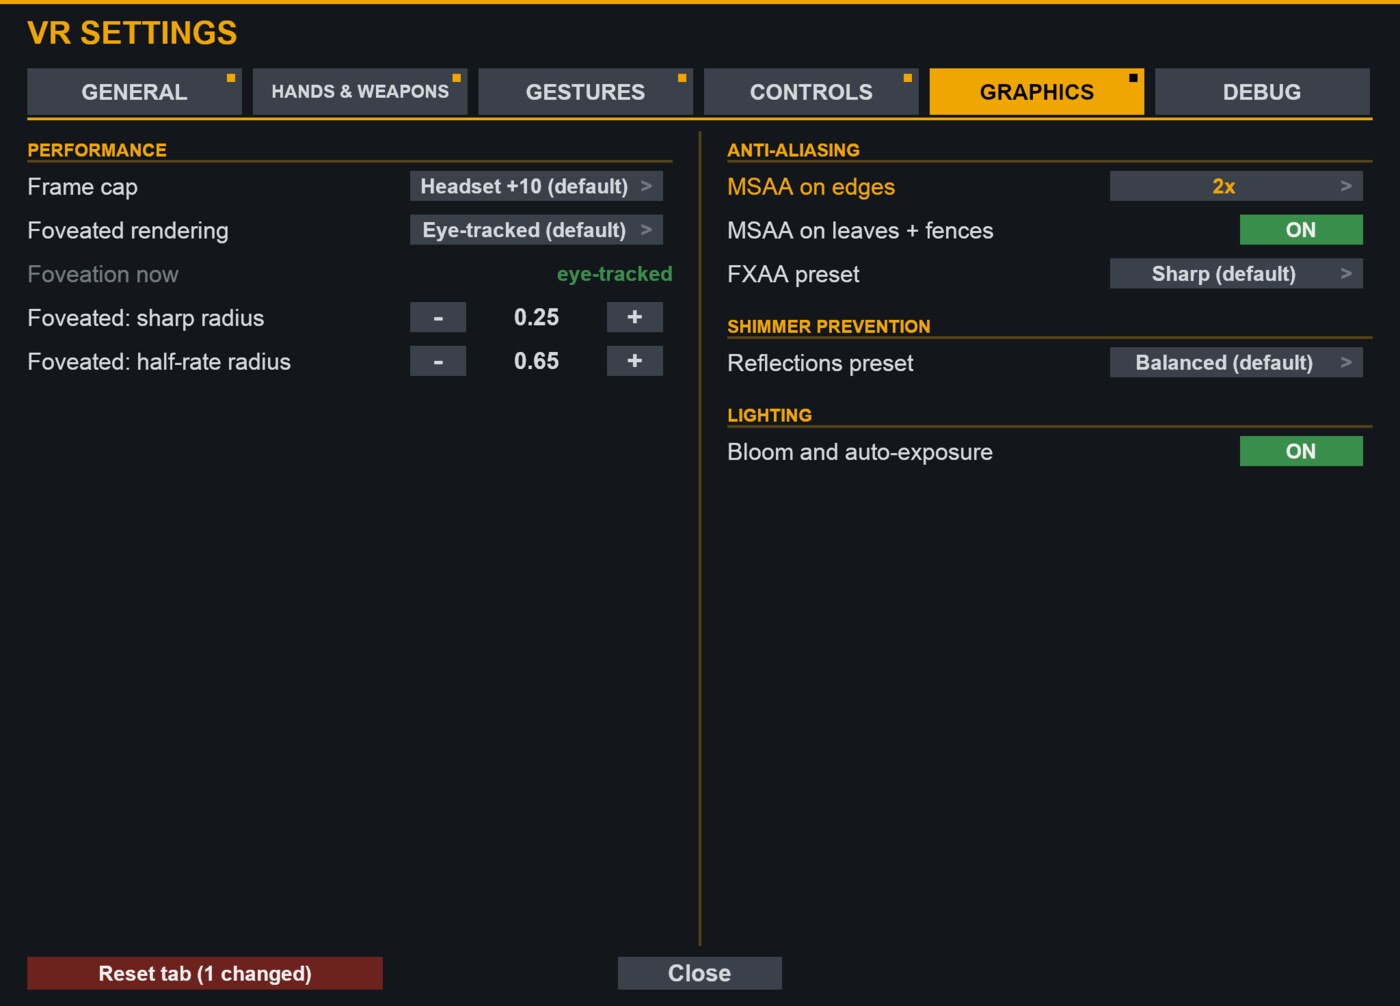 VR SETTINGS
GENERAL
HANDS & WEAPONS
GESTURES
CONTROLS
GRAPHICS
DEBUG
PERFORMANCE
Frame cap
Headset +10 (default) >
Foveated rendering
Eye-tracked (default) >
Foveation now
eye-tracked
Foveated: sharp radius
- 0.25 +
Foveated: half-rate radius
- 0.65 +
ANTI-ALIASING
MSAA on edges
2x >
MSAA on leaves + fences
ON
FXAA preset
Sharp (default) >
SHIMMER PREVENTION
Reflections preset
Balanced (default) >
LIGHTING
Bloom and auto-exposure
ON
Reset tab (1 changed)
Close